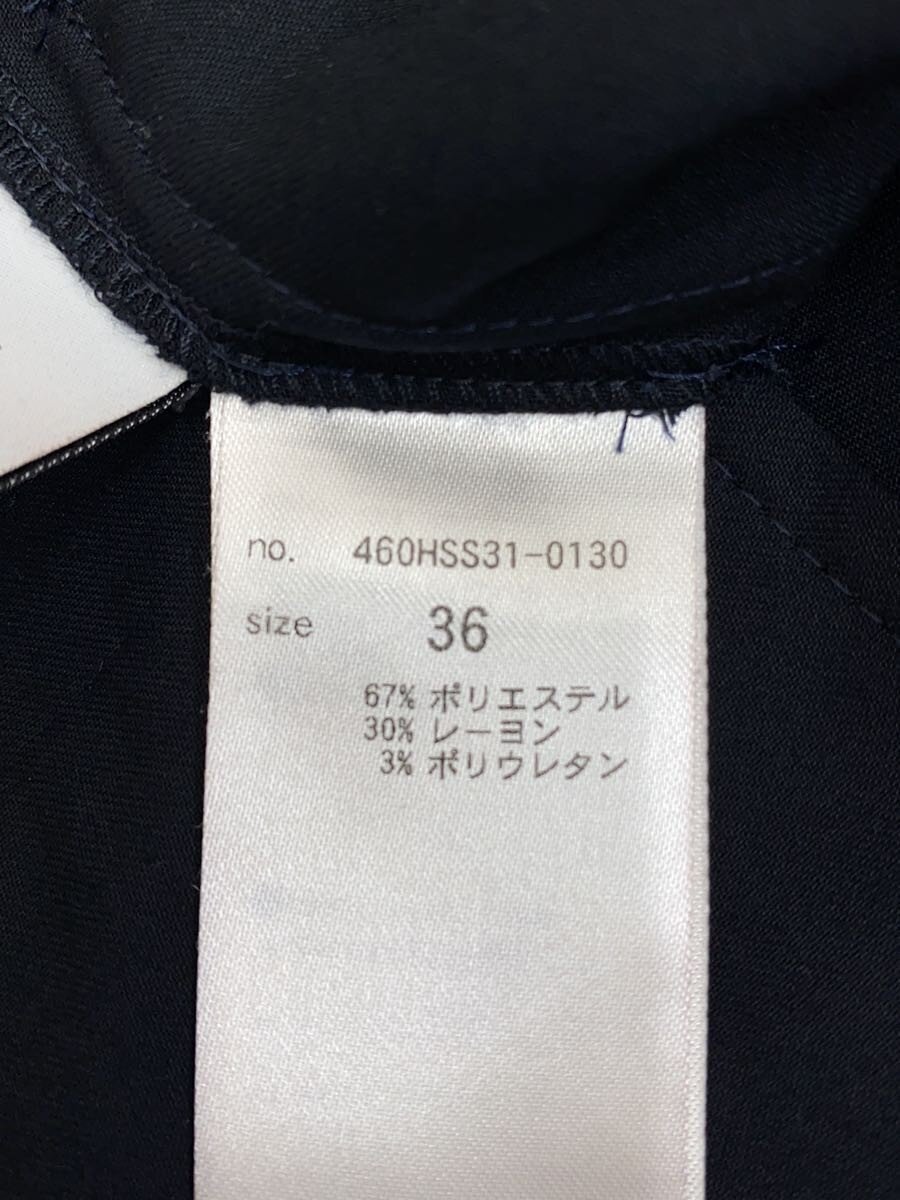 no. 460HSS31-0130
size 36
67% ポリエステル
30% レーヨン
3% ポリウレタン